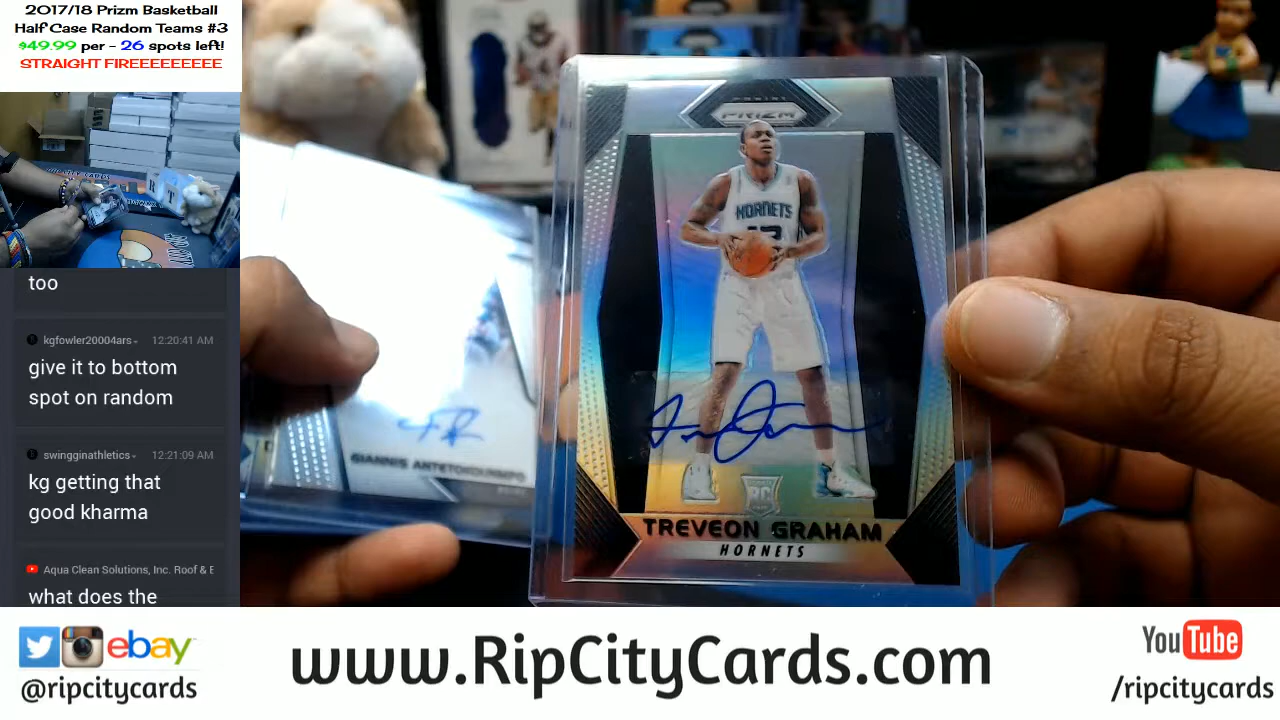 2017/18 Prizm Basketball
Half Case Random Teams #3
$49.99 per - 26 spots left!
STRAIGHT FIREEEEEEEEE
too
kgfowler20004ars 12:20:41 AM
give it to bottom
spot on random
swingginathletics 12:21:09 AM
kg getting that
good kharma
Aqua Clean Solutions, Inc. Roof & E
what does the
GIANNIS ANTETOKOUNMPO
PANINI
PRIZM
HORNETS
RC
TREVEON GRAHAM
HORNETS
ebay
@ripcitycards
www.RipCityCards.com
YouTube
/ripcitycards